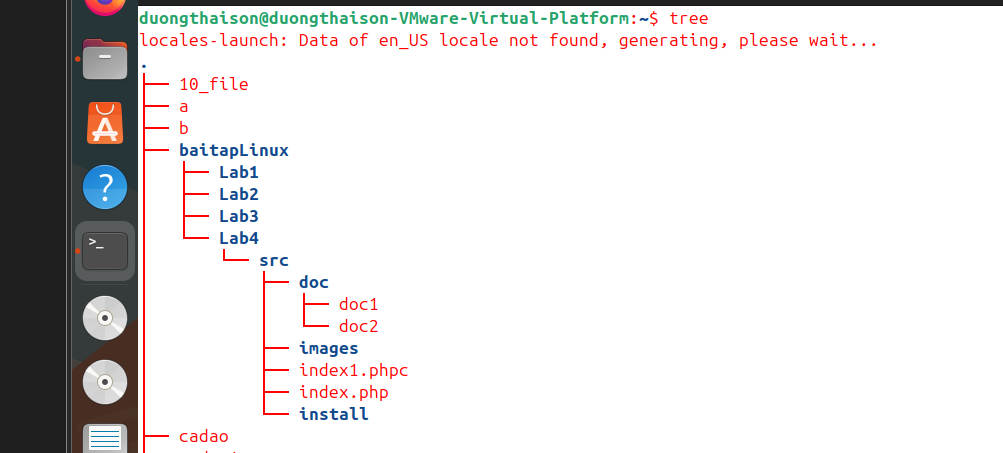 duongthaison@duongthaison-VMware-Virtual-Platform:~$ tree
locales-launch: Data of en_US locale not found, generating, please wait...
.
├── 10_file
├── a
├── b
├── baitapLinux
│   ├── Lab1
│   ├── Lab2
│   ├── Lab3
│   └── Lab4
│       └── src
│           ├── doc
│           │   ├── doc1
│           │   └── doc2
│           ├── images
│           ├── index1.phpc
│           ├── index.php
│           └── install
├── cadao